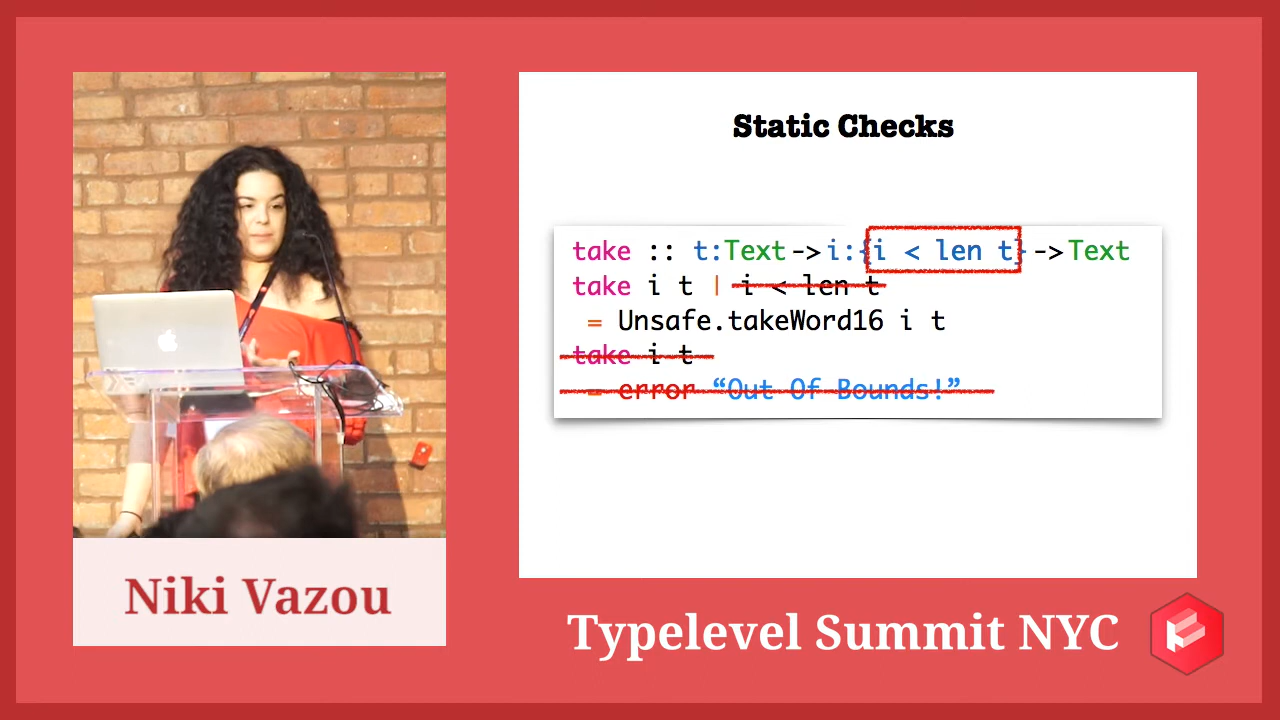 Static Checks
take :: t:Text -> i:{i < len t} -> Text
take i t | i < len t
= Unsafe.takeWord16 i t
take i t
= error “Out Of Bounds!”
Niki Vazou
Typelevel Summit NYC